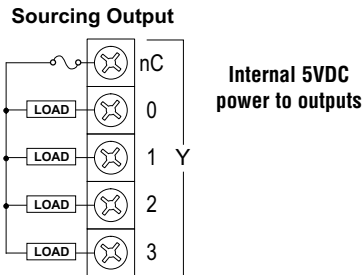 Sourcing Output
nC
LOAD 0
LOAD 1 Y
LOAD 2
LOAD 3
Internal 5VDC
power to outputs